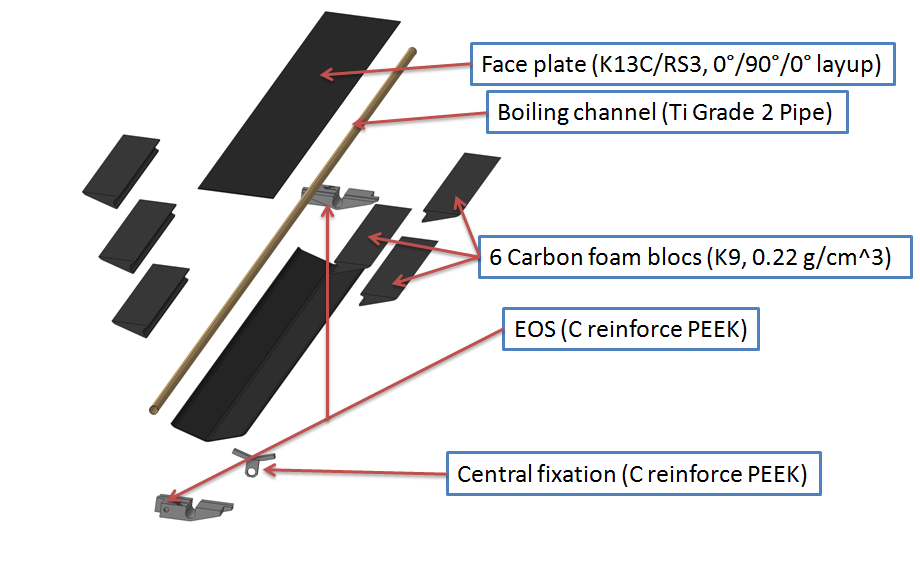 Face plate (K13C/RS3, 0°/90°/0° layup)
Boiling channel (Ti Grade 2 Pipe)
6 Carbon foam blocs (K9, 0.22 g/cm^3)
EOS (C reinforce PEEK)
Central fixation (C reinforce PEEK)